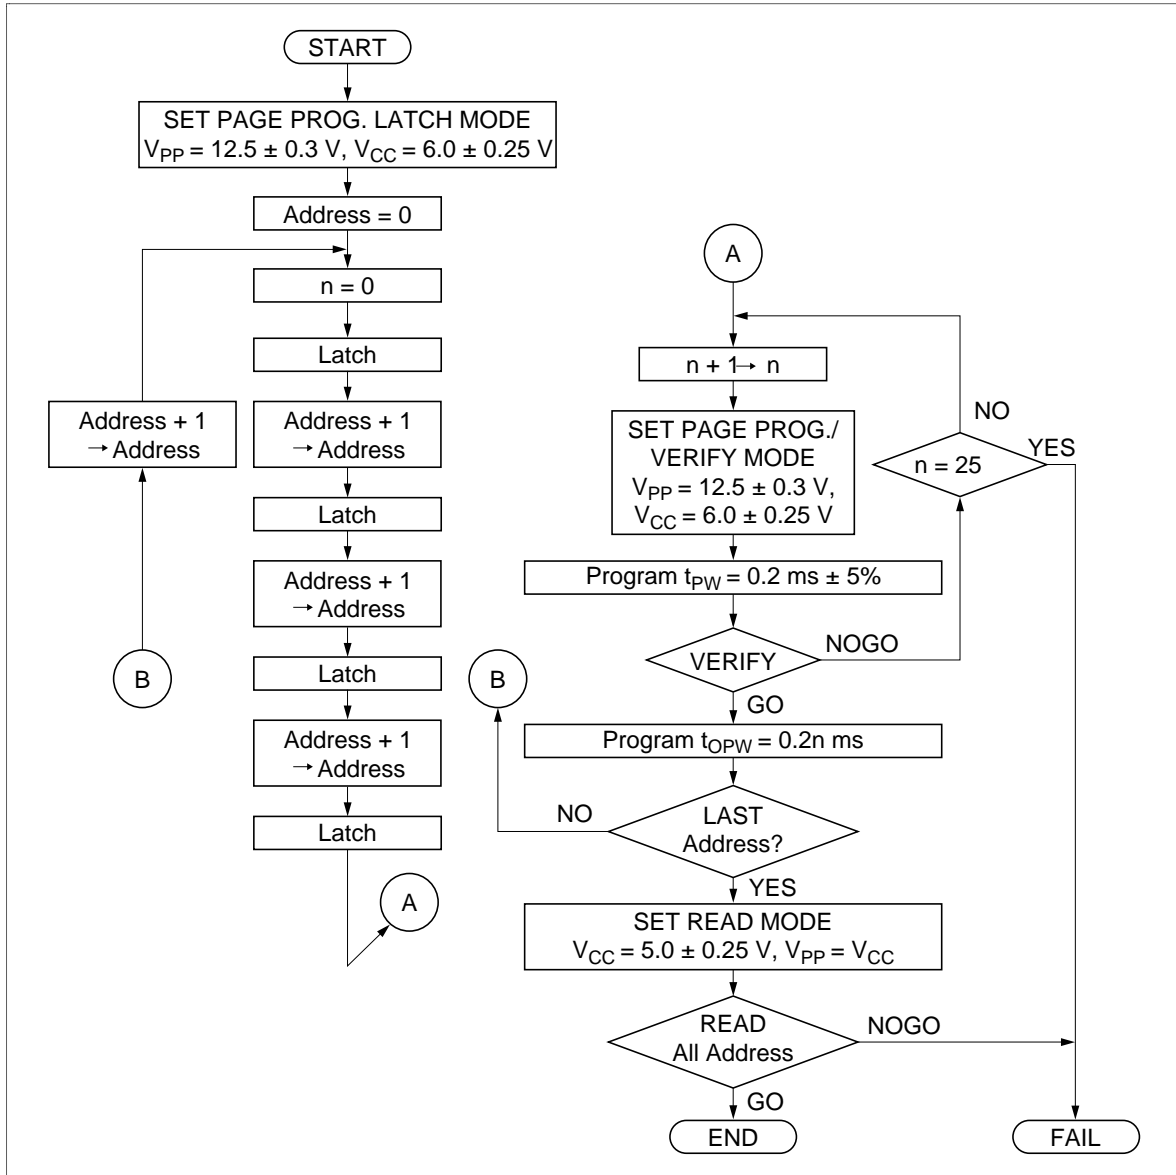 START
SET PAGE PROG. LATCH MODE
VPP = 12.5 ± 0.3 V, VCC = 6.0 ± 0.25 V
Address = 0
n = 0
Latch
Address + 1
→ Address
Latch
Address + 1
→ Address
Latch
Address + 1
→ Address
Latch
A
Address + 1
→ Address
B
A
n + 1→ n
SET PAGE PROG./
VERIFY MODE
VPP = 12.5 ± 0.3 V,
VCC = 6.0 ± 0.25 V
NO
YES
n = 25
Program tPW = 0.2 ms ± 5%
VERIFY
NOGO
GO
B
Program tOPW = 0.2n ms
LAST
Address?
NO
YES
SET READ MODE
VCC = 5.0 ± 0.25 V, VPP = VCC
READ
All Address
NOGO
GO
END
FAIL